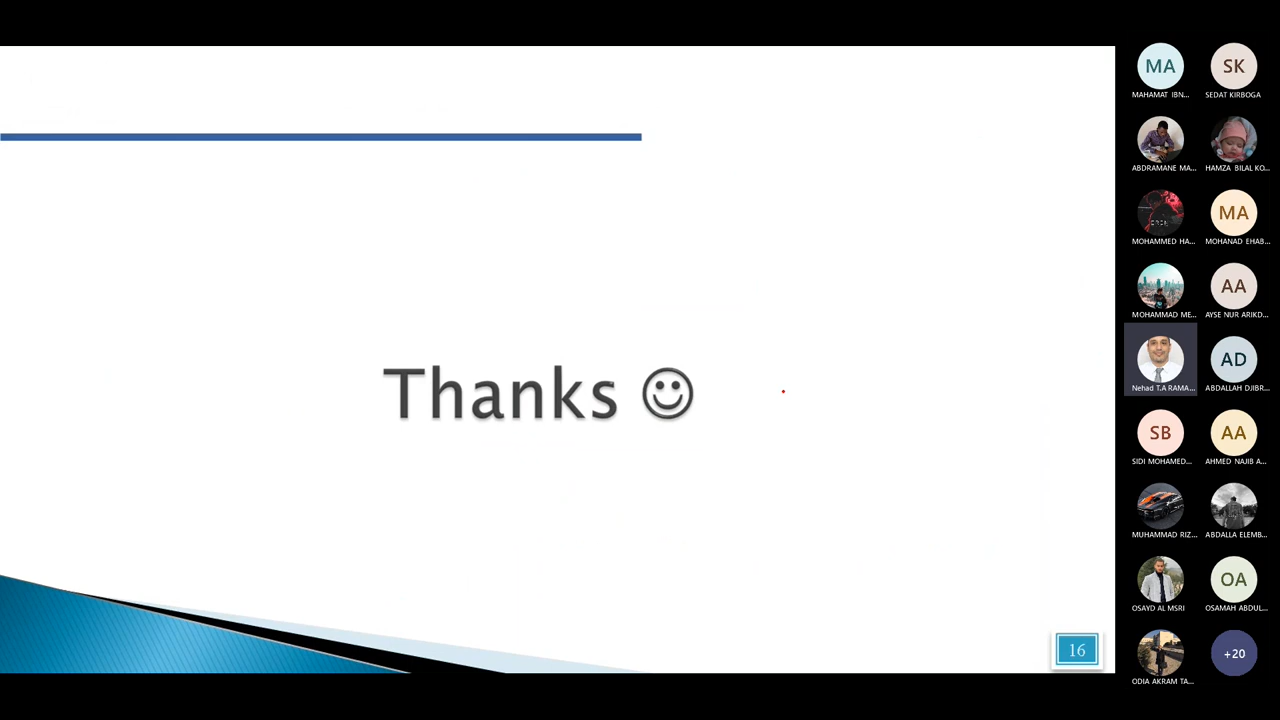 Thanks ☺
16
MA
SK
MAHAMAT IBN...
SEDAT KIRBOGA
ABDRAMANE MA...
HAMZA BILAL KO...
MA
MOHAMMED HA...
MOHANAD EHAB...
AA
MOHAMMAD ME...
AYSE NUR ARIKD...
AD
Nehad T.A RAMA...
ABDALLAH DJIBR...
SB
AA
SIDI MOHAMED...
AHMED NAJIB A...
MUHAMMAD RIZ...
ABDALLA ELEMB...
OA
OSAYD AL MSRI
OSAMAH ABDUL...
+20
ODIA AKRAM TA...